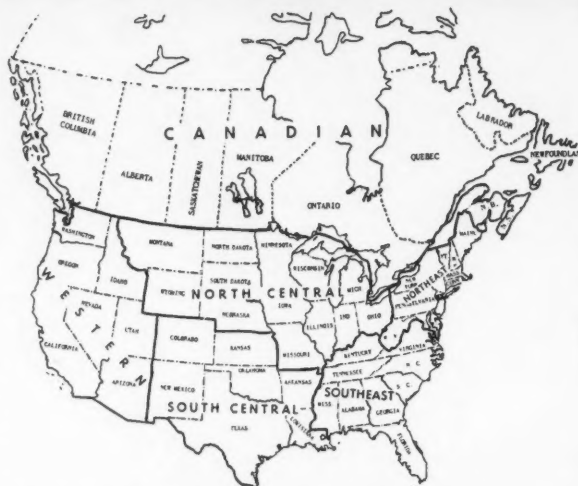 BRITISH
COLUMBIA
ALBERTA
SASKATCHEWAN
MANITOBA
CANADIAN
ONTARIO
QUEBEC
LABRADOR
NEWFOUNDLAND
N. B.
MAINE
WASHINGTON
OREGON
IDAHO
MONTANA
NORTH DAKOTA
MINNESOTA
WISCONSIN
MICH
NEW
YORK
NORTHEAST
PENNSYLVANIA
WYOMING
SOUTH DAKOTA
NORTH CENTRAL
NEBRASKA
IOWA
ILLINOIS
IND
OHIO
WESTERN
NEVADA
UTAH
CALIFORNIA
ARIZONA
COLORADO
KANSAS
MISSOURI
KENTUCKY
VIRGINIA
NEW MEXICO
OKLAHOMA
ARKANSAS
TENNESSEE
N C
S C
SOUTH CENTRAL
SOUTHEAST
TEXAS
LOUISIANA
MISS
ALABAMA
GEORGIA
FLORIDA